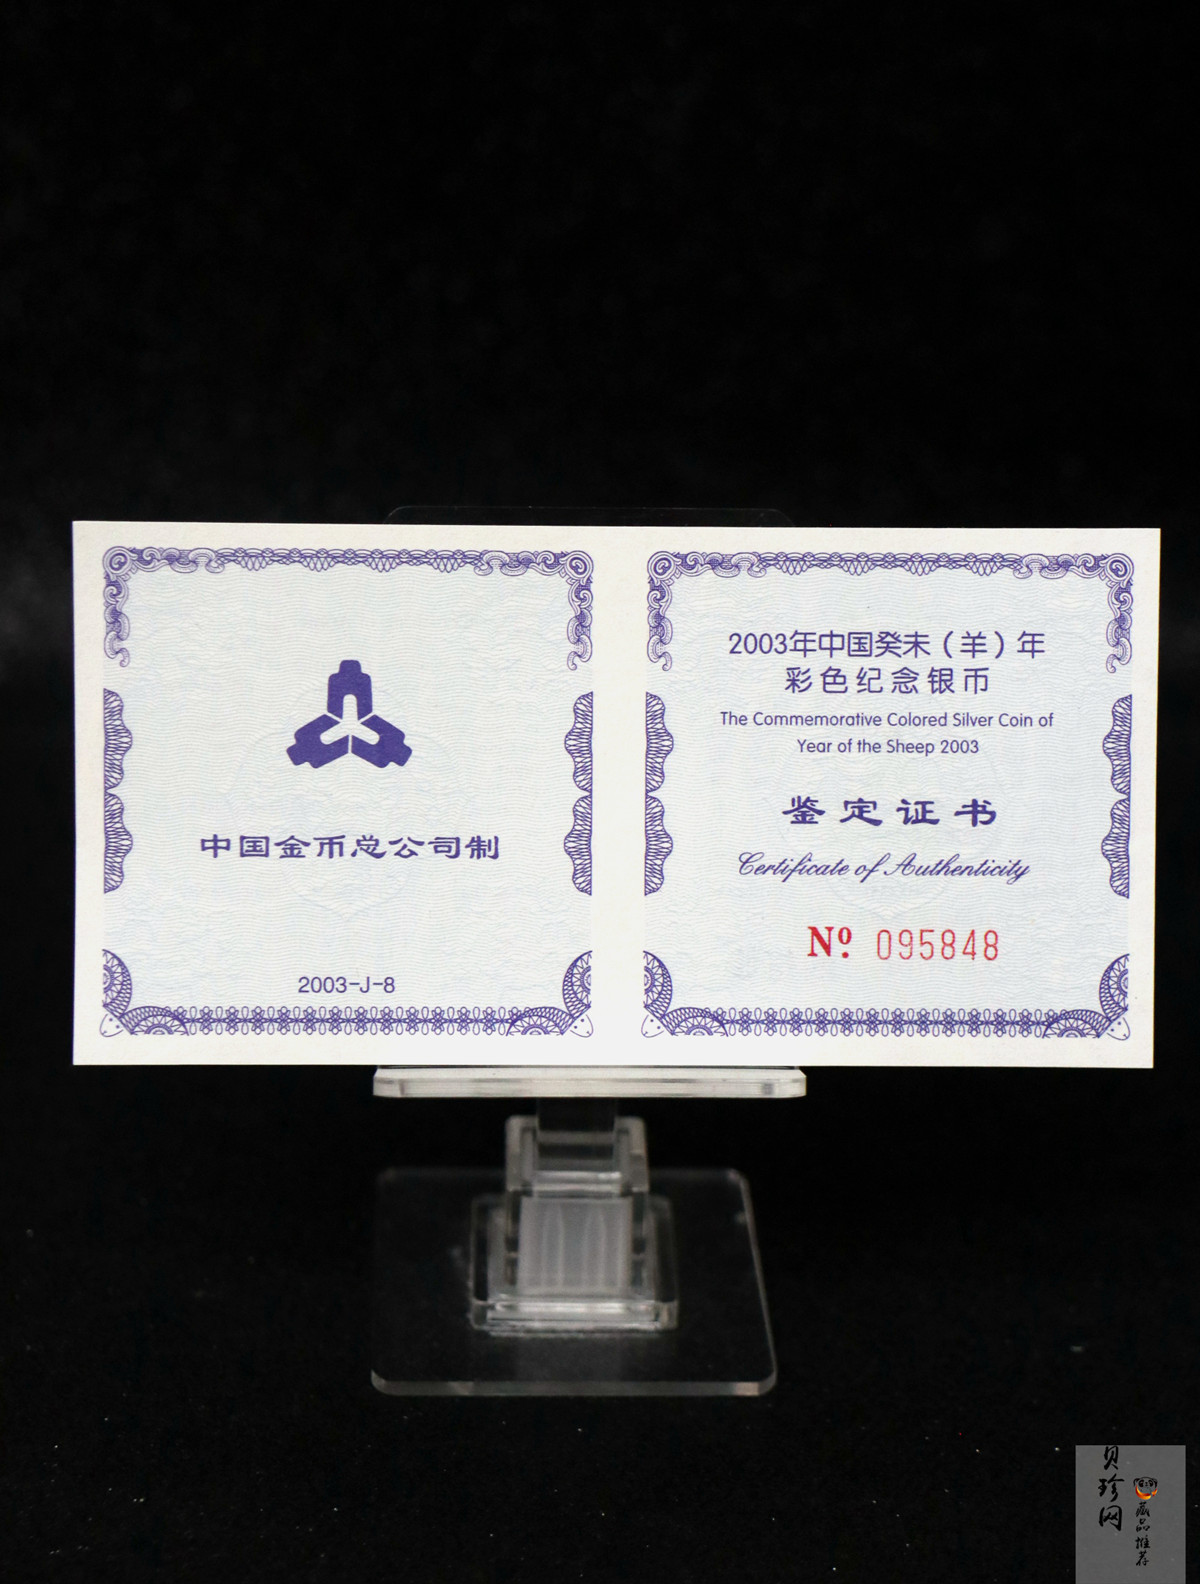 中国金币总公司制
2003-J-8
2003年中国癸未（羊）年
彩色纪念银币
The Commemorative Colored Silver Coin of
Year of the Sheep 2003
鉴定证书
Certificate of Authenticity
Nº. 095848
贝珍网
藏品推荐